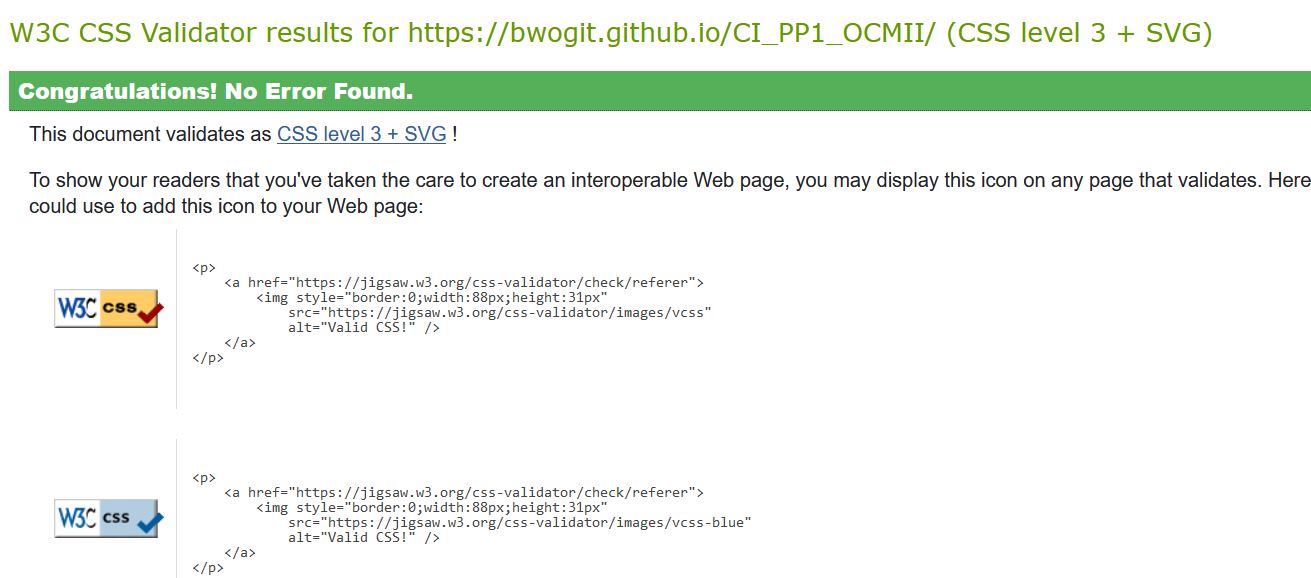 W3C CSS Validator results for https://bwogit.github.io/CI_PP1_OCMII/ (CSS level 3 + SVG)
Congratulations! No Error Found.
This document validates as CSS level 3 + SVG !
To show your readers that you've taken the care to create an interoperable Web page, you may display this icon on any page that validates. Here
could use to add this icon to your Web page:
W3C css
<p>
<a href="https://jigsaw.w3.org/css-validator/check/referer">
<img style="border:0;width:88px;height:31px"
src="https://jigsaw.w3.org/css-validator/images/vcss"
alt="Valid CSS!" />
</a>
</p>
W3C css
<p>
<a href="https://jigsaw.w3.org/css-validator/check/referer">
<img style="border:0;width:88px;height:31px"
src="https://jigsaw.w3.org/css-validator/images/vcss-blue"
alt="Valid CSS!" />
</a>
</p>